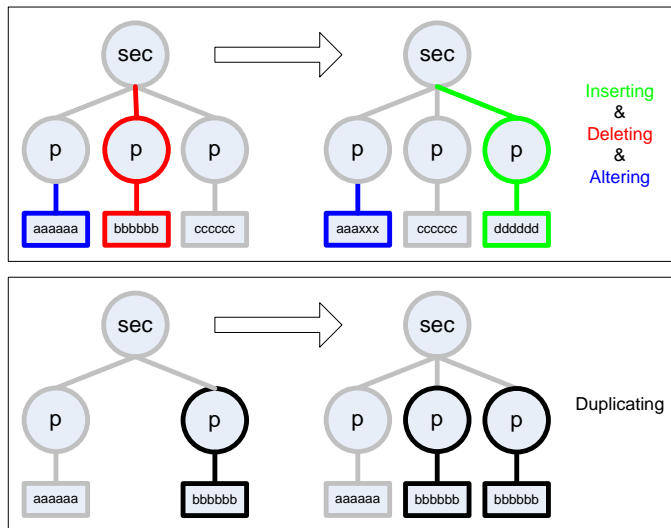 sec
sec
p
p
p
p
p
p
aaaaaa
bbbbbb
cccccc
aaaxxx
cccccc
dddddd
Inserting
&
Deleting
&
Altering
sec
sec
p
p
p
p
p
aaaaaa
bbbbbb
aaaaaa
bbbbbb
bbbbbb
Duplicating